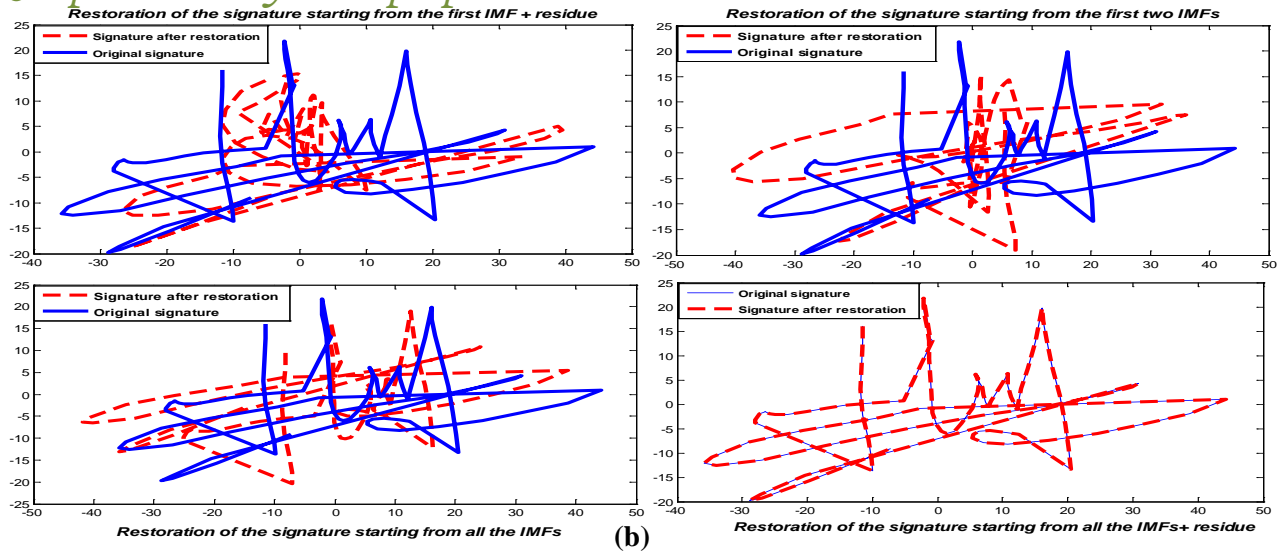 Restoration of the signature starting from the first IMF + residue
Signature after restoration
Original signature
25
20
15
10
5
0
-5
-10
-15
-20
-40 -30 -20 -10 0 10 20 30 40 50
Restoration of the signature starting from the first two IMFs
Signature after restoration
Original signature
25
20
15
10
5
0
-5
-10
-15
-20
-40 -30 -20 -10 0 10 20 30 40 50
Signature after restoration
Original signature
25
20
15
10
5
0
-5
-10
-15
-20
-25
-50 -40 -30 -20 -10 0 10 20 30 40 50
Restoration of the signature starting from all the IMFs
Original signature
Signature after restoration
25
20
15
10
5
0
-5
-10
-15
-20
-40 -30 -20 -10 0 10 20 30 40 50
Restoration of the signature starting from all the IMFs+ residue
(b)